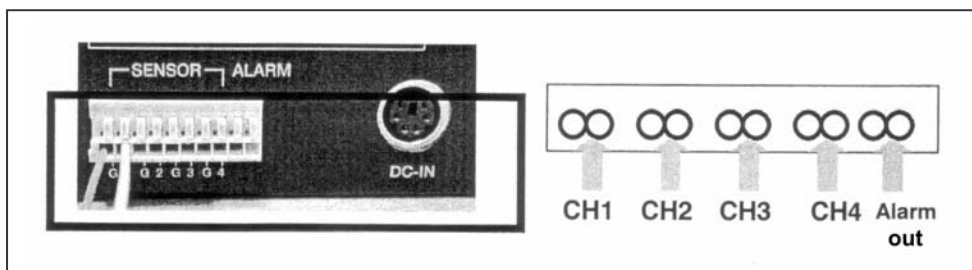 SENSOR ALARM
G G 2 G 3 G 4
DC-IN
CH1 CH2 CH3 CH4 Alarm
out